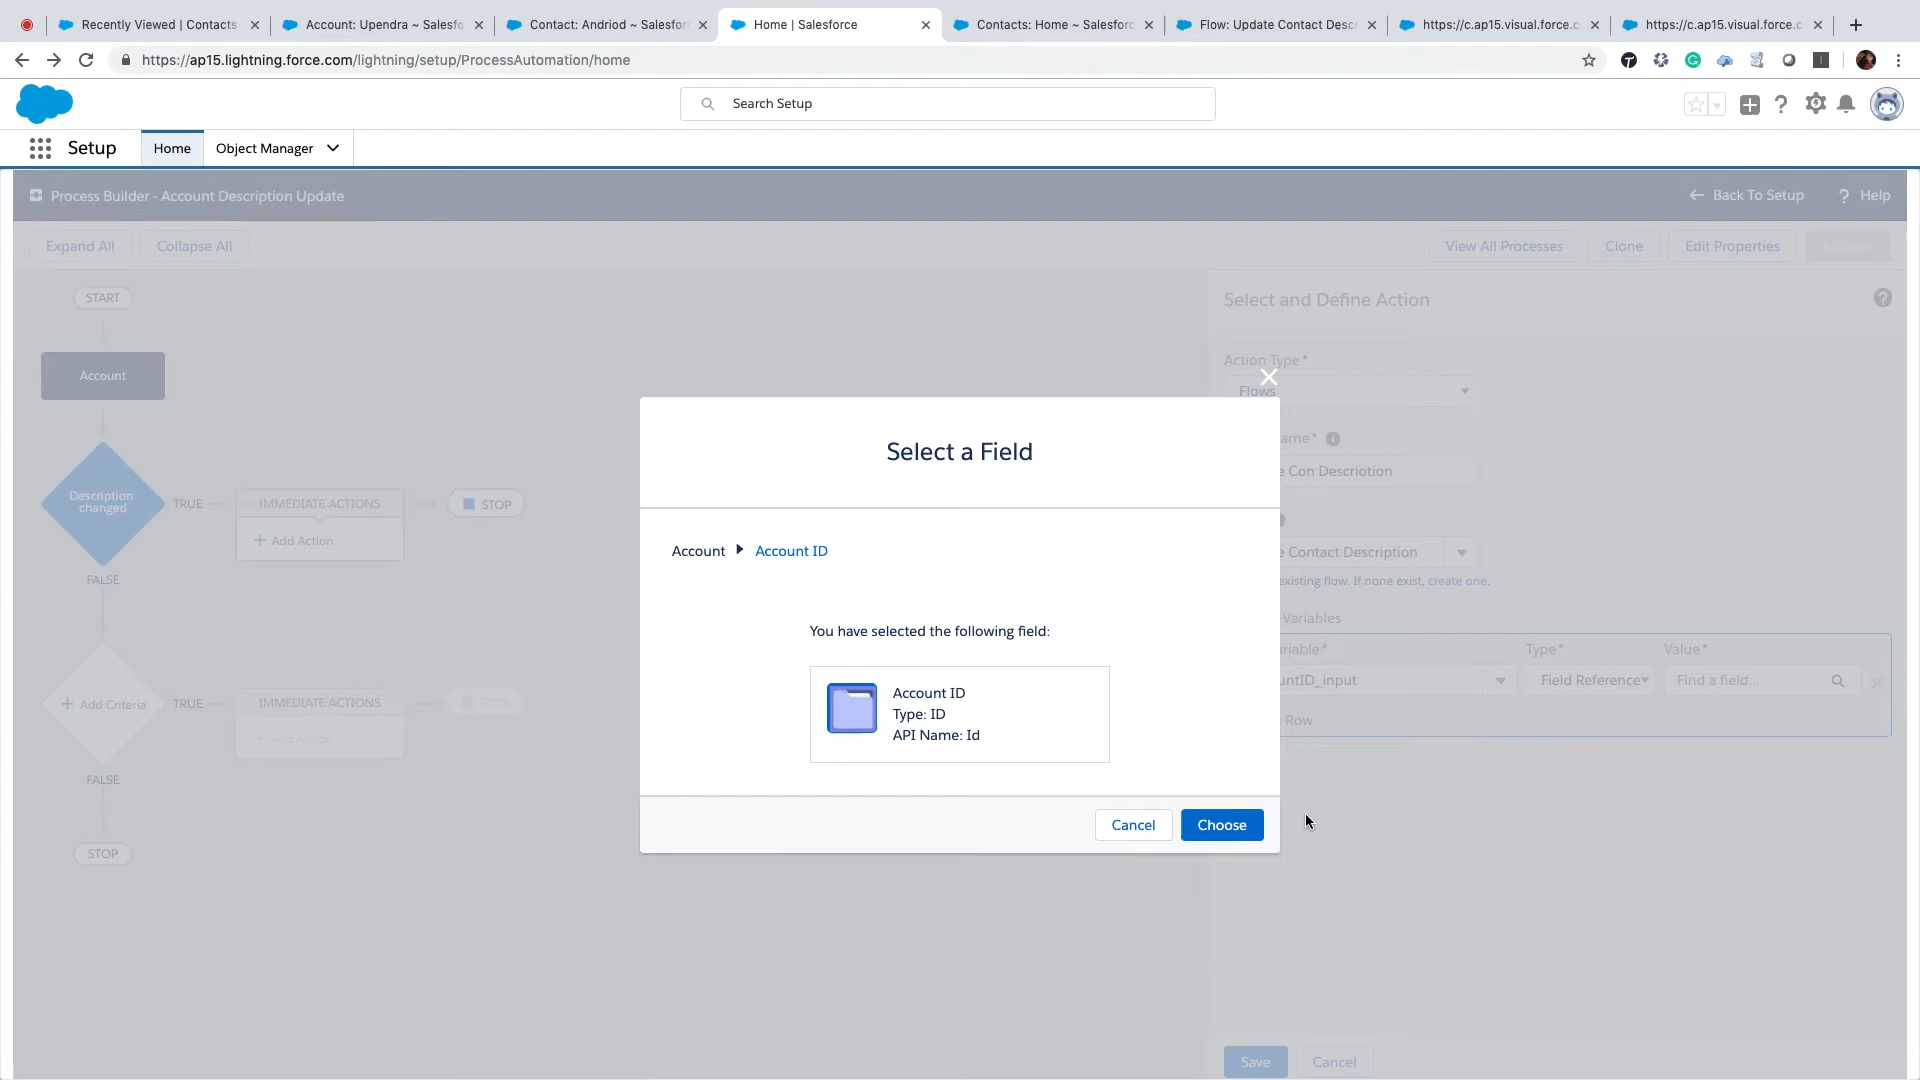 Recently Viewed | Contacts
Account: Upendra ~ Salesfo
Contact: Andriod ~ Salesfor
Home | Salesforce
Contacts: Home ~ Salesforc
Flow: Update Contact Desc
https://c.ap15.visual.force.c
https://c.ap15.visual.force.c
https://ap15.lightning.force.com/lightning/setup/ProcessAutomation/home
Search Setup
Setup
Home
Object Manager
Process Builder - Account Description Update
Back To Setup
? Help
Expand All
Collapse All
View All Processes
Clone
Edit Properties
START
Select and Define Action
Action Type*
Account
Flows
ame*
Select a Field
e Con Descriotion
Description changed
TRUE
IMMEDIATE ACTIONS
STOP
+ Add Action
Account
Account ID
e Contact Description
FALSE
existing flow. If none exist, create one.
Variables
You have selected the following field:
riable*
Type*
Value*
Account ID
Type: ID
API Name: Id
untID_input
Field Reference
Find a field...
+ Add Criteria
TRUE
IMMEDIATE ACTIONS
Row
FALSE
Cancel
Choose
STOP
Save
Cancel